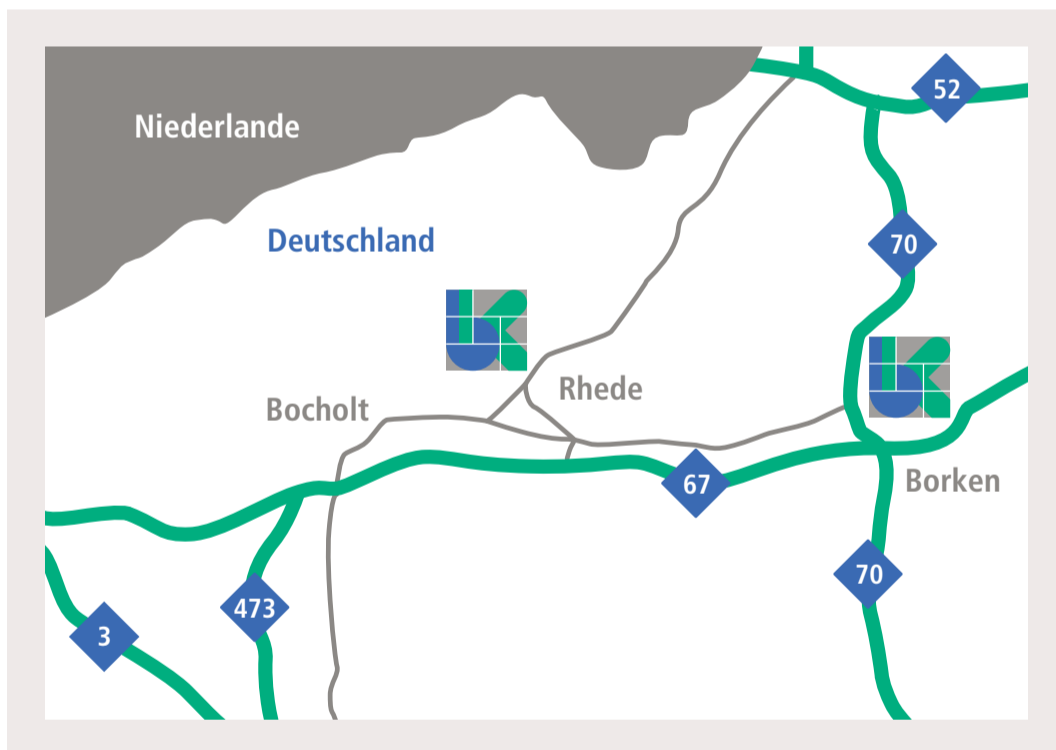 52
Niederlande
Deutschland
70
Rhede
Bocholt
67
Borken
70
473
3